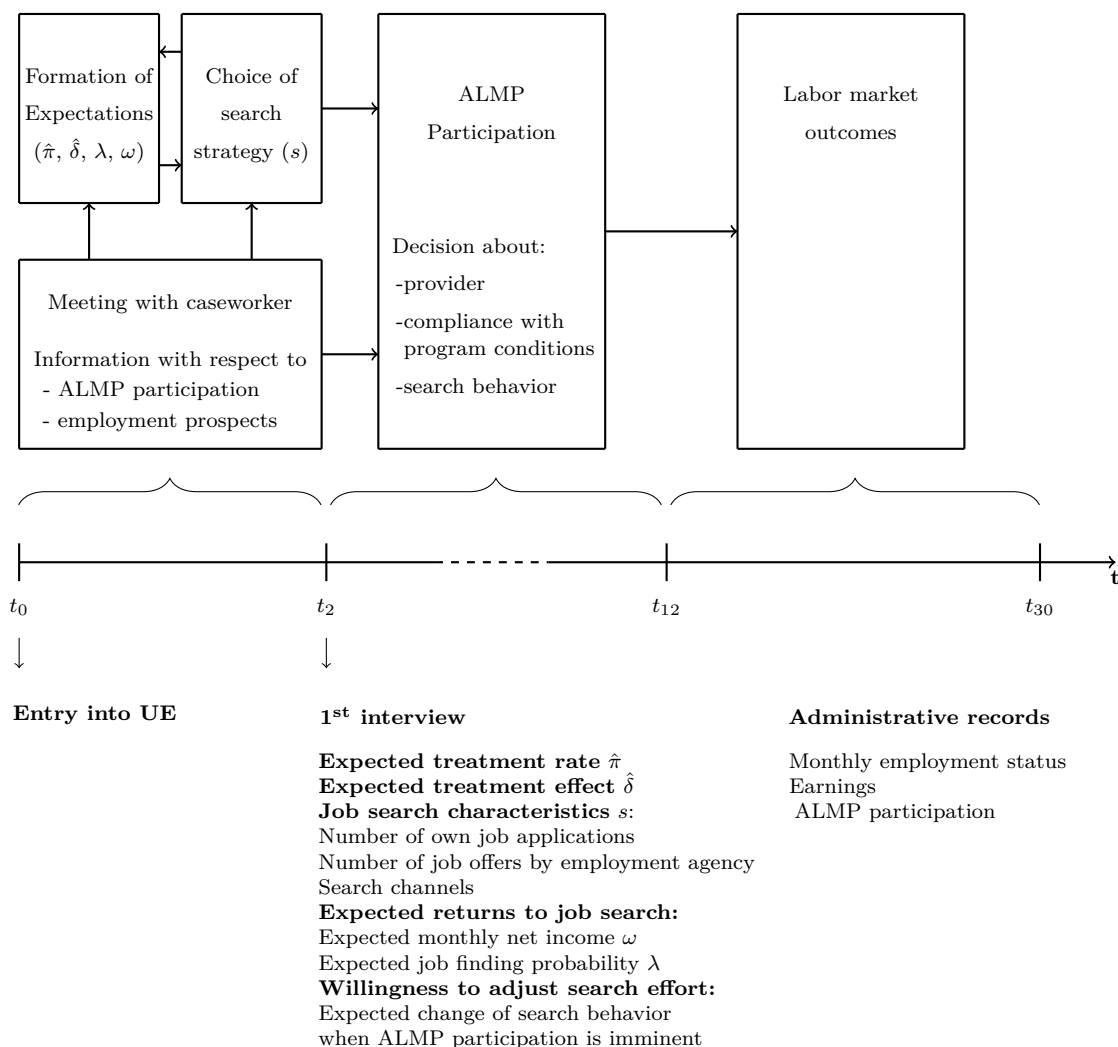 Formation of
Expectations
(π̂, δ̂, λ, ω)
Choice of
search
strategy (s)
ALMP
Participation
Decision about:
-provider
-compliance with
program conditions
-search behavior
Labor market
outcomes
Meeting with caseworker
Information with respect to
- ALMP participation
- employment prospects
t
t₀
t₂
t₁₂
t₃₀
Entry into UE
1ˢᵗ interview
Expected treatment rate π̂
Expected treatment effect δ̂
Job search characteristics s:
Number of own job applications
Number of job offers by employment agency
Search channels
Expected returns to job search:
Expected monthly net income ω
Expected job finding probability λ
Willingness to adjust search effort:
Expected change of search behavior
when ALMP participation is imminent
Administrative records
Monthly employment status
Earnings
ALMP participation